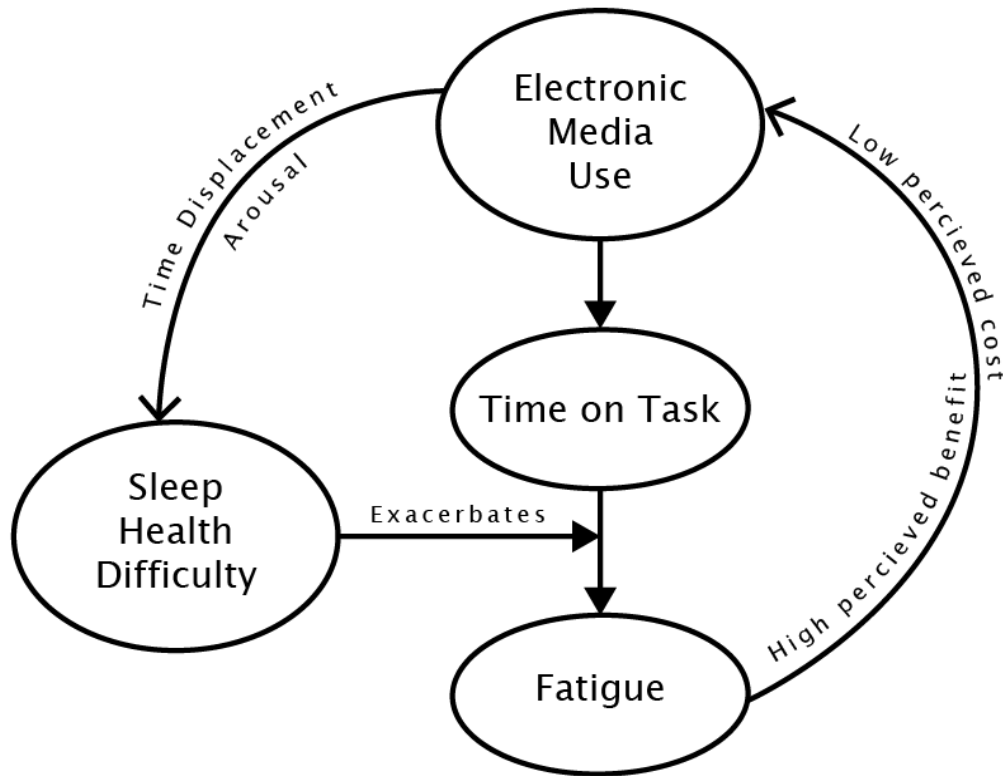 Electronic
Media
Use
Time Displacement
Arousal
Low percieved cost
High percieved benefit
Time on Task
Sleep
Health
Difficulty
Exacerbates
Fatigue